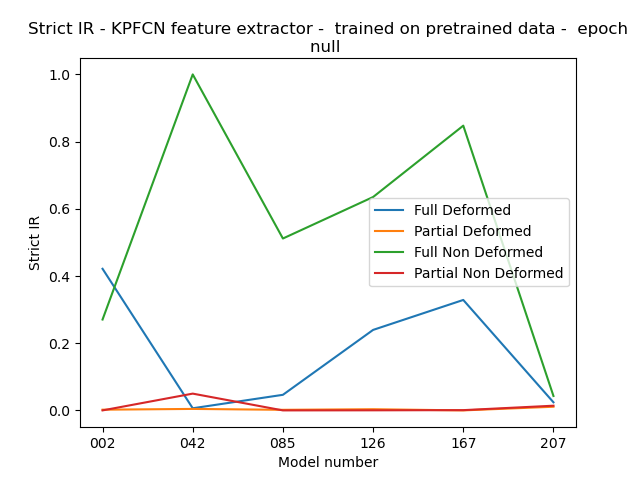 Strict IR - KPFCN feature extractor -  trained on pretrained data -  epoch
null
1.0
0.8
0.6
0.4
0.2
0.0
Strict IR
Full Deformed
Partial Deformed
Full Non Deformed
Partial Non Deformed
002 042 085 126 167 207
Model number